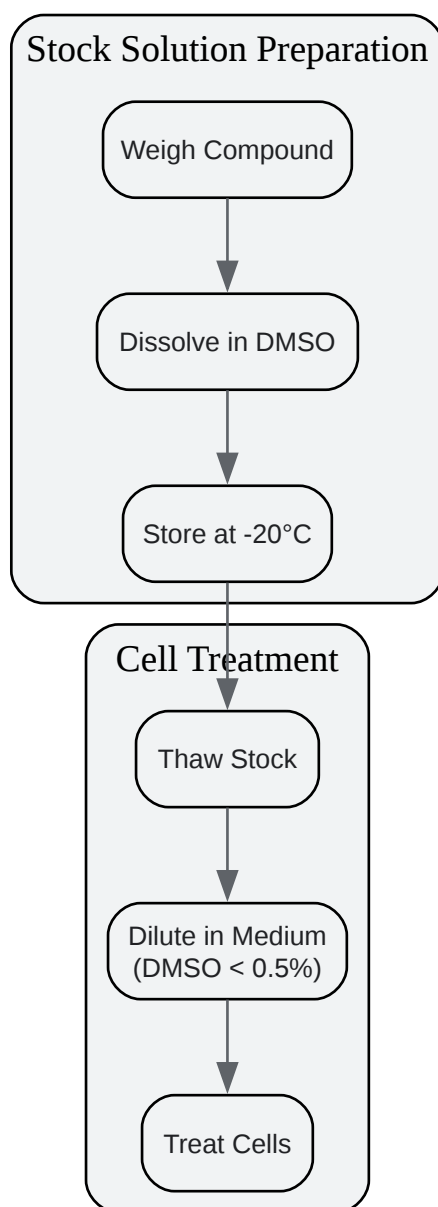 Stock Solution Preparation
Weigh Compound
Dissolve in DMSO
Store at -20°C
Cell Treatment
Thaw Stock
Dilute in Medium
(DMSO < 0.5%)
Treat Cells